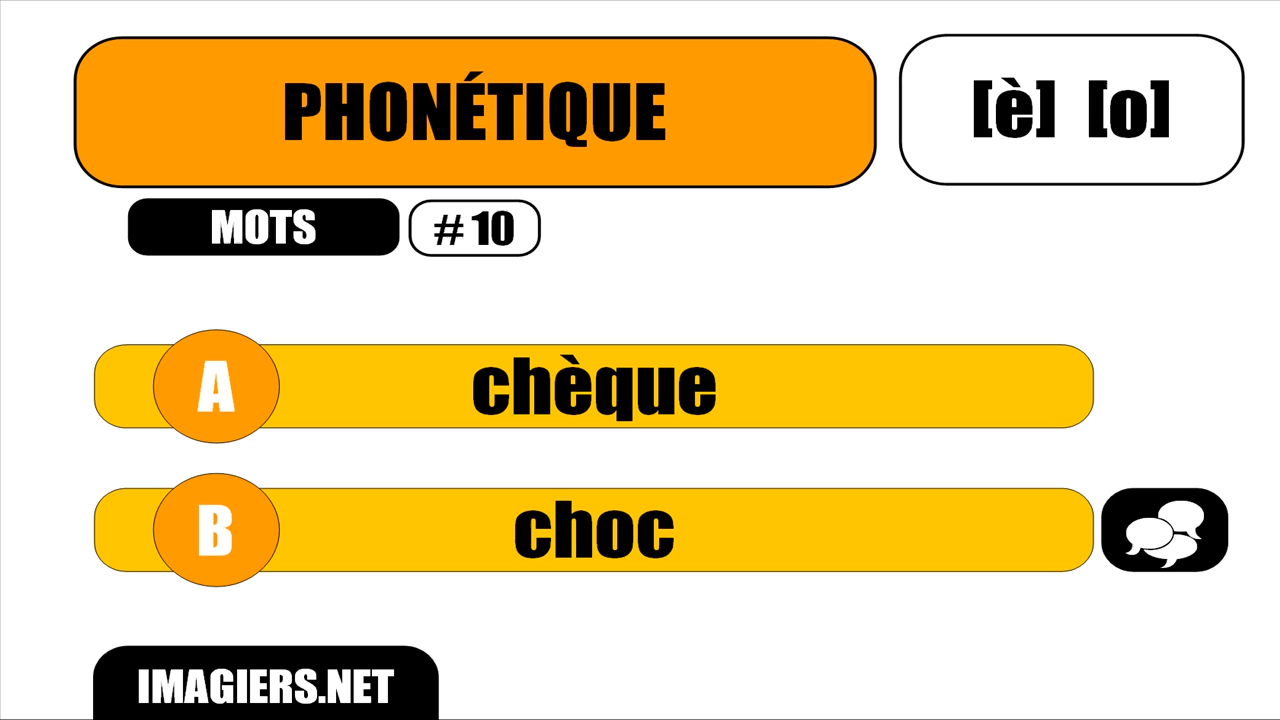 PHONÉTIQUE
[è] [o]
MOTS
# 10
A
chèque
B
choc
IMAGIERS.NET